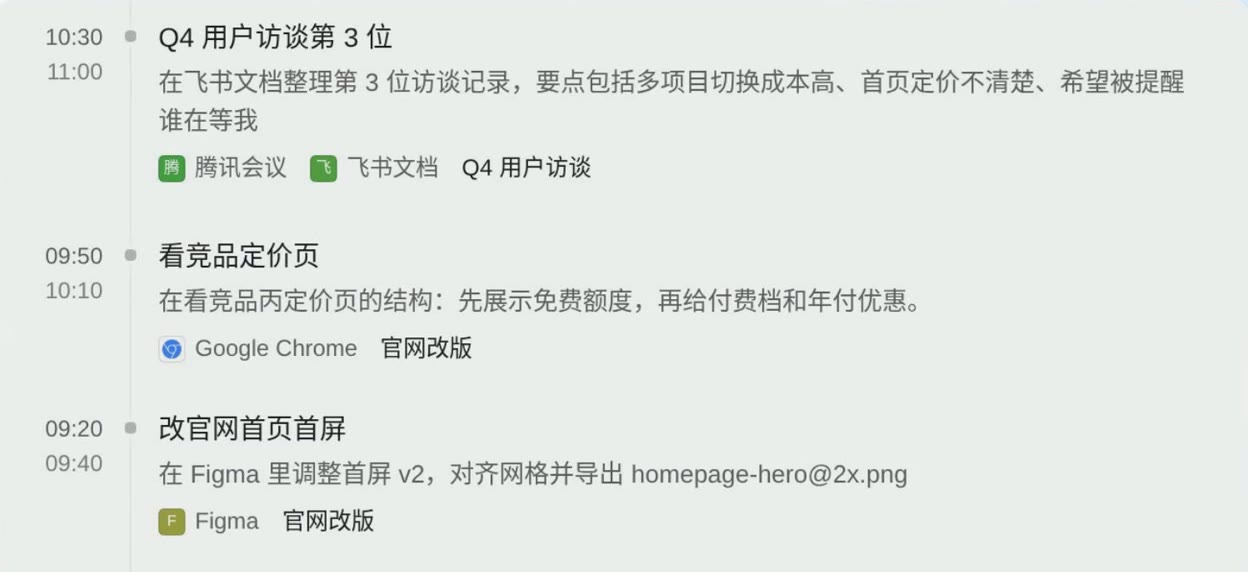 10:30
Q4 用户访谈第 3 位
11:00
在飞书文档整理第 3 位访谈记录，要点包括多项目切换成本高、首页定价不清楚、希望被提醒
谁在等我
腾 腾讯会议 飞 飞书文档 Q4 用户访谈
09:50
看竞品定价页
10:10
在看竞品丙定价页的结构：先展示免费额度，再给付费档和年付优惠。
Google Chrome 官网改版
09:20
改官网首页首屏
09:40
在 Figma 里调整首屏 v2，对齐网格并导出 homepage-hero@2x.png
F Figma 官网改版